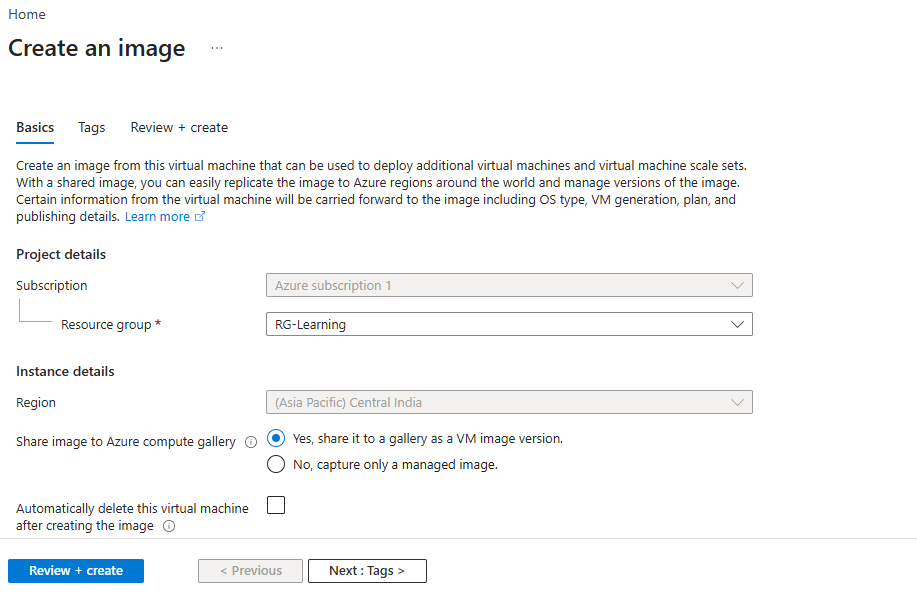 Home
Create an image ...
Basics Tags Review + create
Create an image from this virtual machine that can be used to deploy additional virtual machines and virtual machine scale sets.
With a shared image, you can easily replicate the image to Azure regions around the world and manage versions of the image.
Certain information from the virtual machine will be carried forward to the image including OS type, VM generation, plan, and
publishing details. Learn more
Project details
Subscription Azure subscription 1
Resource group * RG-Learning
Instance details
Region (Asia Pacific) Central India
Share image to Azure compute gallery Yes, share it to a gallery as a VM image version.
No, capture only a managed image.
Automatically delete this virtual machine
after creating the image
Review + create < Previous Next : Tags >